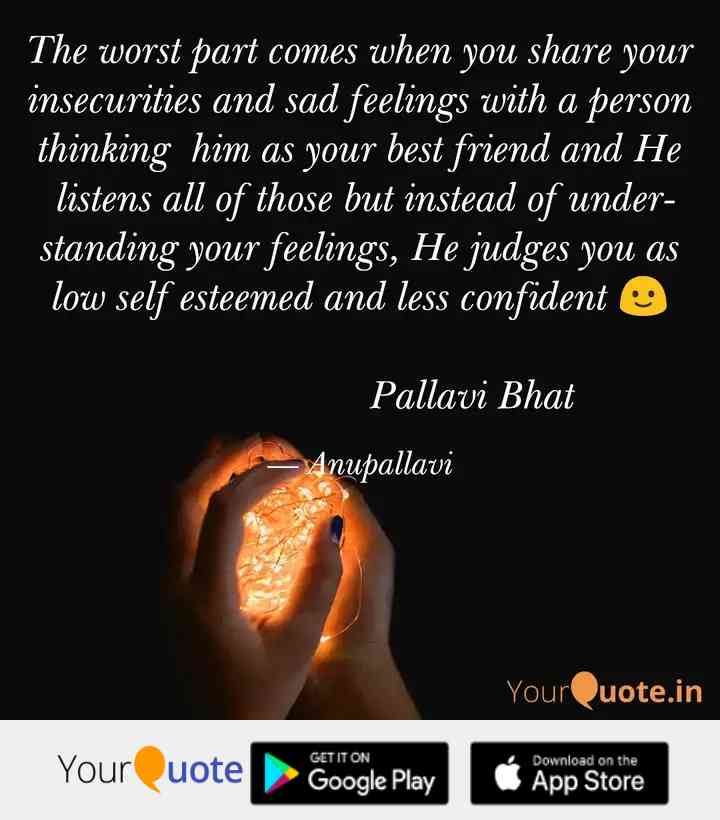 The worst part comes when you share your
insecurities and sad feelings with a person
thinking him as your best friend and He
listens all of those but instead of under-
standing your feelings, He judges you as
low self esteemed and less confident 🙂
Pallavi Bhat
— Anupallavi
YourQuote.in
YourQuote
GET IT ON
Google Play
Download on the
App Store